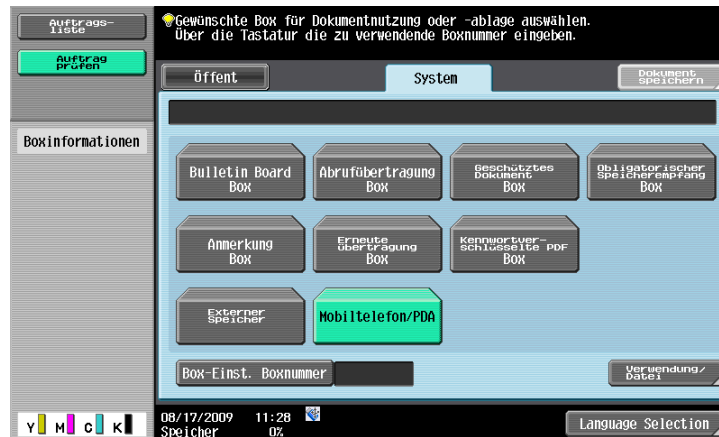 Auftrags-
liste
Auftrag
prüfen
Boxinformationen
Gewünschte Box für Dokumentnutzung oder -ablage auswählen.
Über die Tastatur die zu verwendende Boxnummer eingeben.
Öffent
System
Dokument
speichern
Bulletin Board
Box
Abrufübertragung
Box
Geschütztes
Dokument
Box
Obligatorischer
Speicherempfang
Box
Anmerkung
Box
Erneute
übertragung
Box
Kennwortver-
schlüsselte PDF
Box
Externer
Speicher
Mobiltelefon/PDA
Box-Einst. Boxnummer
Verwendung/
Datei
Y M C K
08/17/2009 11:28
Speicher 0%
Language Selection